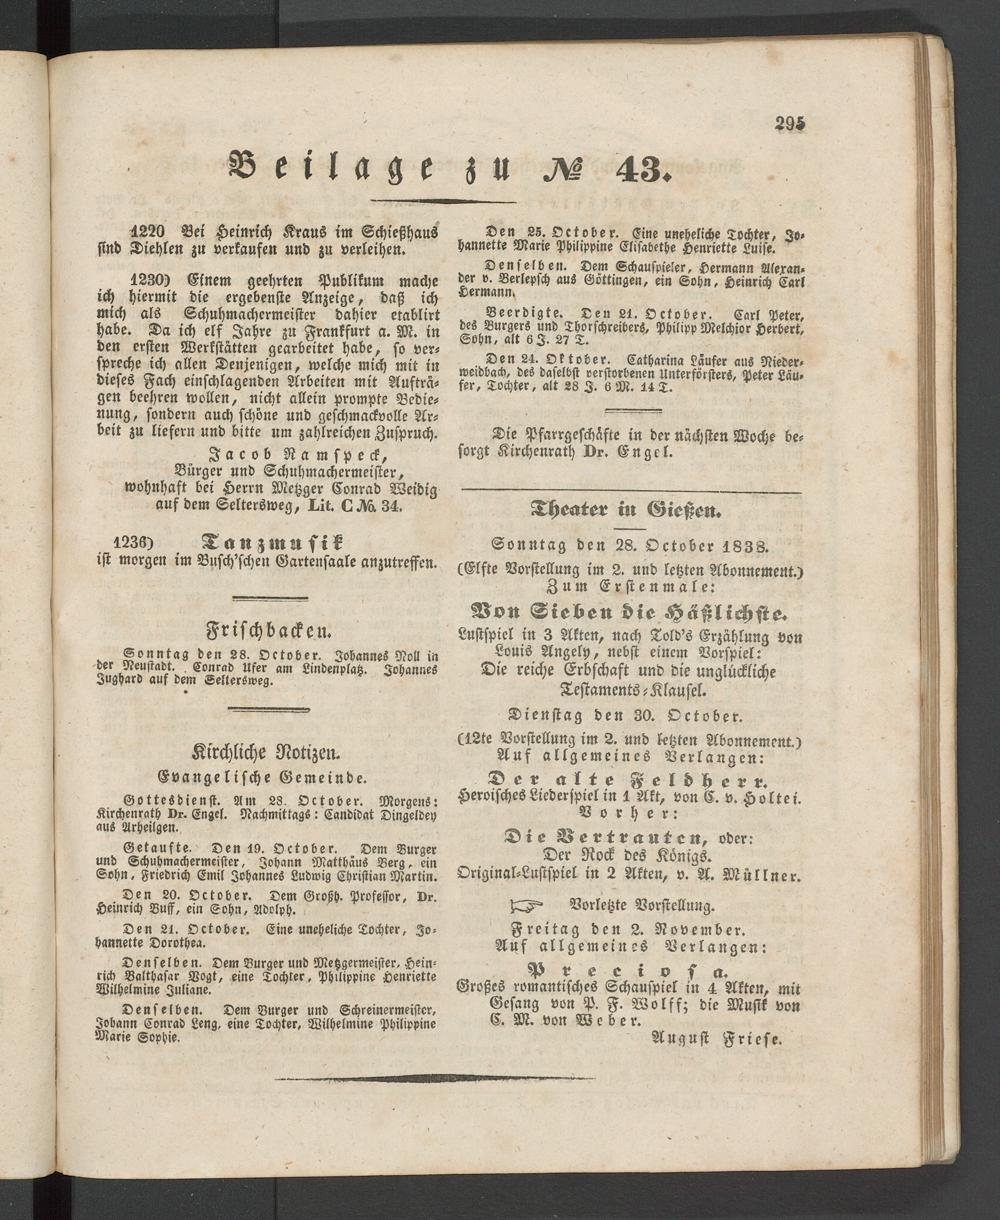 295
Beilage zu № 43.
1220 Bei Heinrich Kraus im Schießhaus
sind Diehlen zu verkaufen und zu verleihen.
1230) Einem geehrten Publikum mache
ich hiermit die ergebenste Anzeige, daß ich
mich als Schuhmachermeister dahier etablirt
habe. Da ich elf Jahre zu Frankfurt a. M. in
den ersten Werkstätten gearbeitet habe, so ver-
spreche ich allen Denjenigen, welche mich mit in
dieses Fach einschlagenden Arbeiten mit Aufträ-
gen beehren wollen, nicht allein prompte Bedie-
nung, sondern auch schöne und geschmackvolle Ar-
beit zu liefern und bitte um zahlreichen Zuspruch.
Jacob Ramspeck,
Bürger und Schuhmachermeister,
wohnhaft bei Herrn Metzger Conrad Weidig
auf dem Seltersweg, Lit. C №. 34.
1236) Tanzmusik
ist morgen im Busch'schen Gartensaale anzutreffen.
Frischbacken.
Sonntag den 28. October. Johannes Noll in
der Neustadt. Conrad Ufer am Lindenplatz. Johannes
Jughard auf dem Seltersweg.
Kirchliche Notizen.
Evangelische Gemeinde.
Gottesdienst. Am 28. October. Morgens:
Kirchenrath Dr. Engel. Nachmittags: Candidat Dingeldey
aus Arheilgen.
Getaufte. Den 19. October. Dem Burger
und Schuhmachermeister, Johann Matthäus Berg, ein
Sohn, Friedrich Emil Johannes Ludwig Christian Martin.
Den 20. October. Dem Großh. Professor, Dr.
Heinrich Buff, ein Sohn, Adolph.
Den 21. October. Eine uneheliche Tochter, Jo-
hannette Dorothea.
Denselben. Dem Burger und Metzgermeister, Hein-
rich Balthasar Vogt, eine Tochter, Philippine Henriette
Wilhelmine Juliane.
Denselben. Dem Burger und Schreinermeister,
Johann Conrad Leng, eine Tochter, Wilhelmine Philippine
Marie Sophie.
Den 25. October. Eine uneheliche Tochter, Jo-
hannette Marie Philippine Elisabethe Henriette Luise.
Denselben. Dem Schauspieler, Hermann Alexan-
der v. Berlepsch aus Göttingen, ein Sohn, Heinrich Carl
Hermann.
Beerdigte. Den 21. October. Carl Peter,
des Burgers und Thorschreibers, Philipp Melchior Herbert,
Sohn, alt 6 J. 27 T.
Den 24. Oktober. Catharina Läufer aus Nieder-
weidbach, des daselbst verstorbenen Unterförsters, Peter Läu-
fer, Tochter, alt 28 J. 6 M. 14 T.
Die Pfarrgeschäfte in der nächsten Woche be-
sorgt Kirchenrath Dr. Engel.
Theater in Gießen.
Sonntag den 28. October 1838.
(Elfte Vorstellung im 2. und letzten Abonnement.)
Zum Erstenmale:
Von Sieben die Häßlichste.
Lustspiel in 3 Akten, nach Told's Erzählung von
Louis Angely, nebst einem Vorspiel:
Die reiche Erbschaft und die unglückliche
Testaments-Klausel.
Dienstag den 30. October.
(12te Vorstellung im 2. und letzten Abonnement.)
Auf allgemeines Verlangen:
Der alte Feldherr.
Heroisches Liederspiel in 1 Akt, von C. v. Holtei.
Vorher:
Die Vertrauten, oder:
Der Rock des Königs.
Original-Lustspiel in 2 Akten, v. A. Müllner.
☞ Vorletzte Vorstellung.
Freitag den 2. November.
Auf allgemeines Verlangen:
Preciosa.
Großes romantisches Schauspiel in 4 Akten, mit
Gesang von P. F. Wolff; die Musik von
C. M. von Weber.
August Friese.